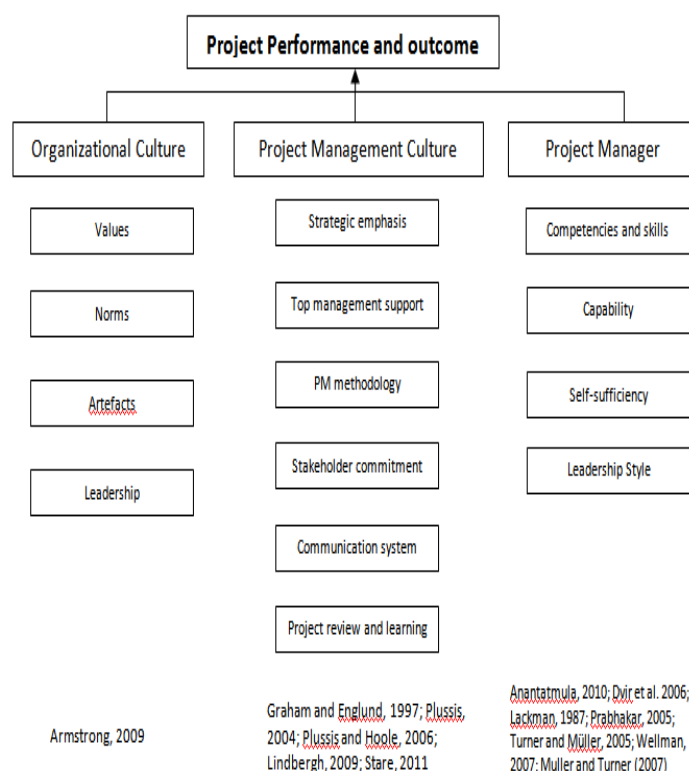 Project Performance and outcome
Organizational Culture
Project Management Culture
Project Manager
Values
Norms
Artefacts
Leadership
Strategic emphasis
Top management support
PM methodology
Stakeholder commitment
Communication system
Project review and learning
Competencies and skills
Capability
Self-sufficiency
Leadership Style
Armstrong, 2009
Graham and Englund, 1997; Plussis,
2004; Plussis and Hoole, 2006;
Lindbergh, 2009; Stare, 2011
Anantatmula, 2010; Dvir et al. 2006;
Lackman, 1987; Prabhakar, 2005;
Turner and Müller, 2005; Wellman,
2007; Muller and Turner (2007)